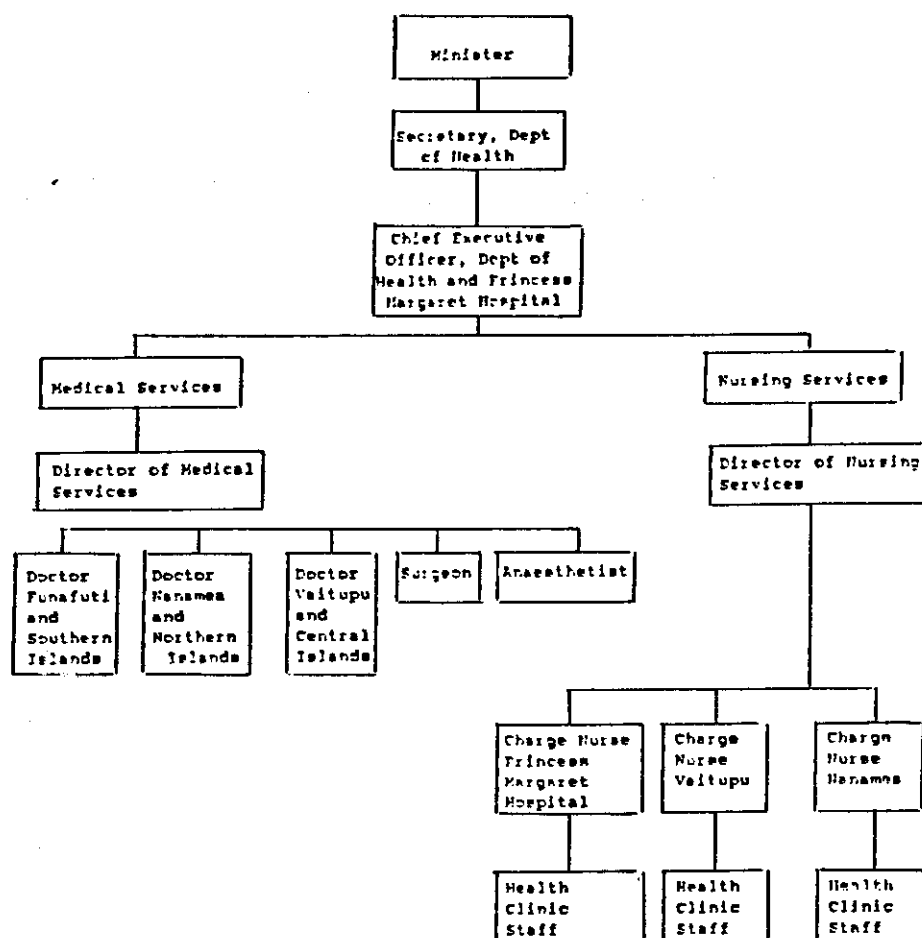 Minister
Secretary, Dept
of Health
Chief Executive
Officer, Dept of
Health and Princess
Margaret Hospital
Medical Services
Nursing Services
Director of Medical
Services
Director of Nursing
Services
Doctor
Funafuti
and
Southern
Islands
Doctor
Nanamea
and
Northern
Islands
Doctor
Vaitupu
and
Central
Islands
Surgeon
Anaesthetist
Charge Nurse
Princess
Margaret
Hospital
Charge
Nurse
Vaitupu
Charge
Nurse
Nanamea
Health
Clinic
Staff
Health
Clinic
Staff
Health
Clinic
Staff